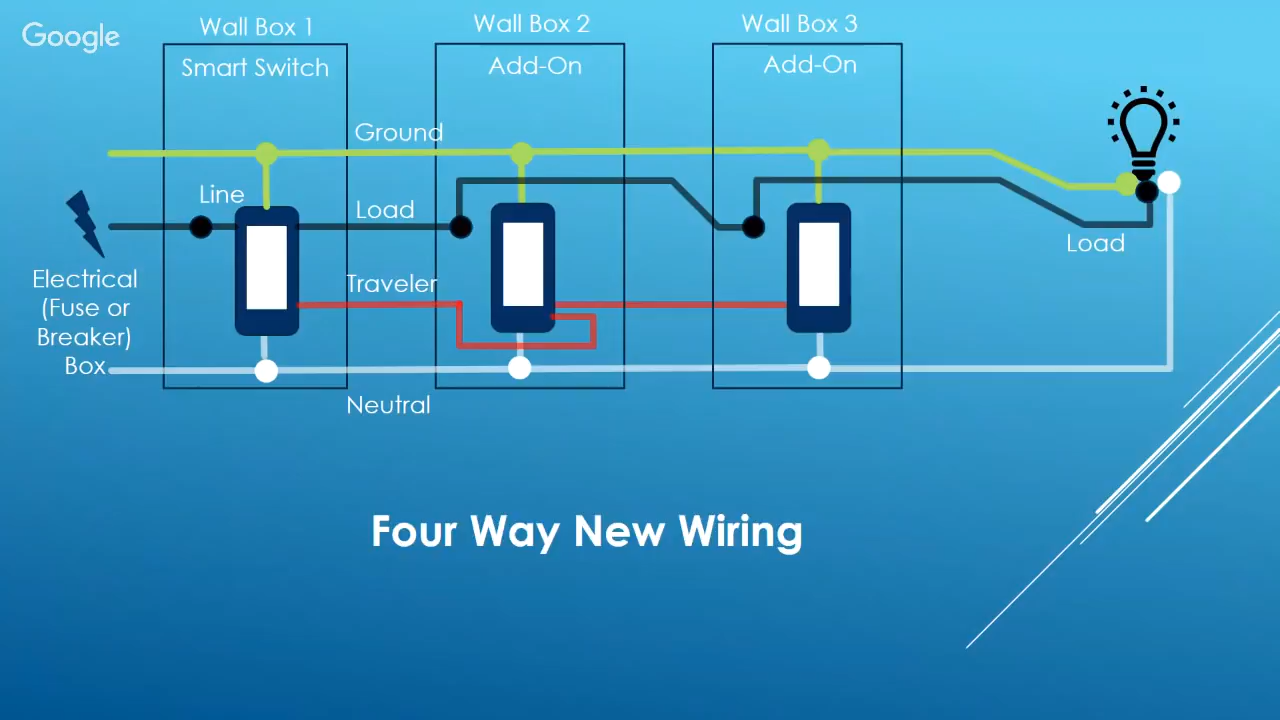 Google
Wall Box 1
Wall Box 2
Wall Box 3
Smart Switch
Add-On
Add-On
Ground
Line
Load
Load
Traveler
Electrical
(Fuse or
Breaker)
Box
Neutral
Four Way New Wiring